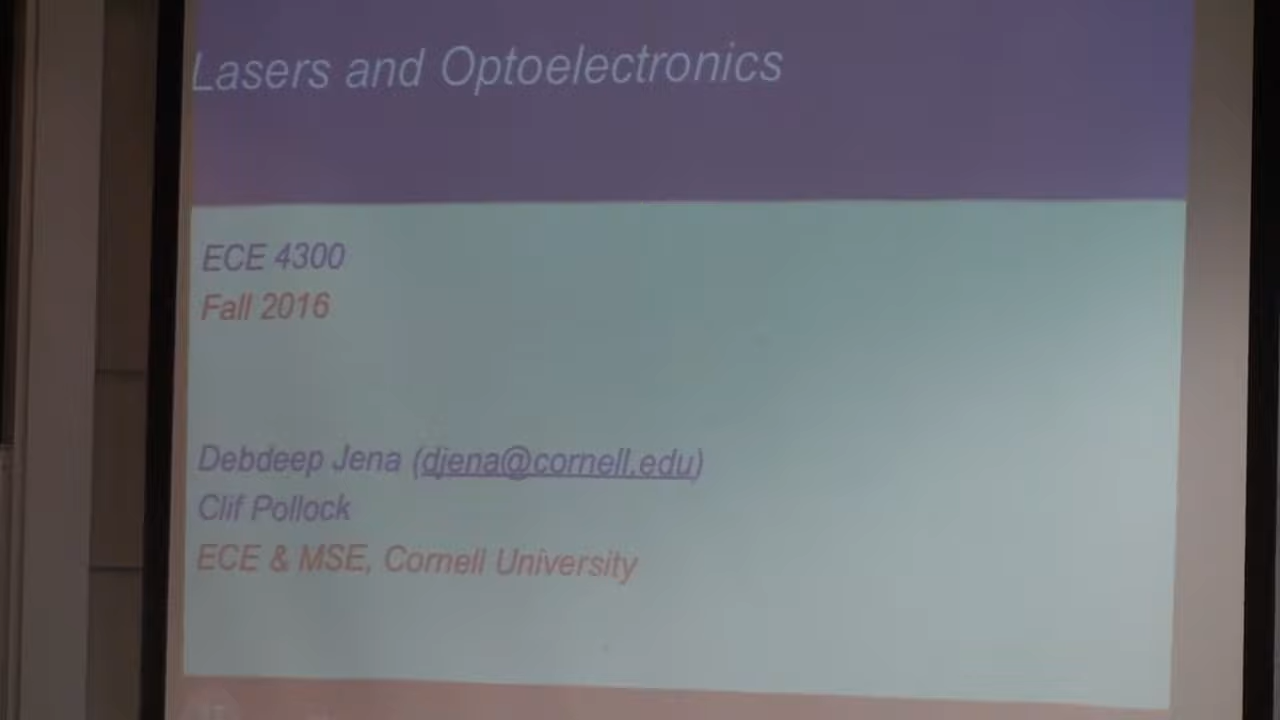 Lasers and Optoelectronics
ECE 4300
Fall 2016
Debdeep Jena (djena@cornell.edu)
Clif Pollock
ECE & MSE, Cornell University